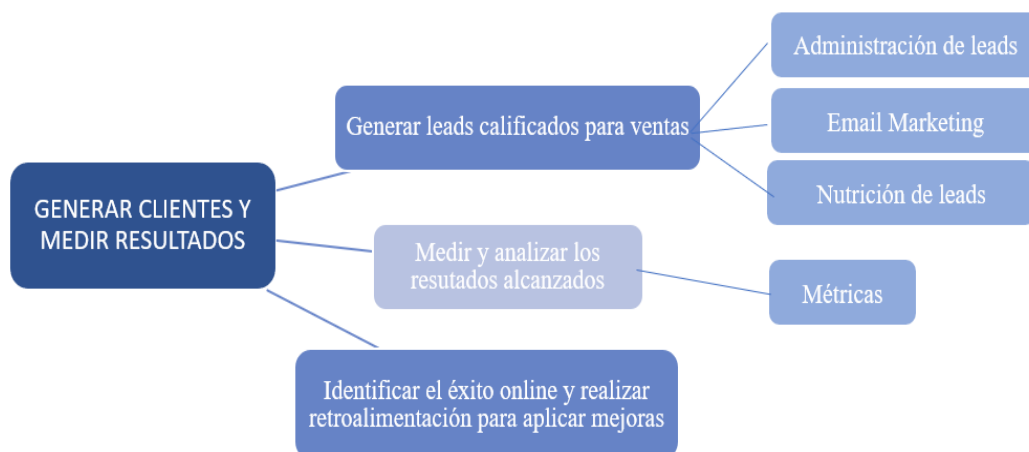 GENERAR CLIENTES Y
MEDIR RESULTADOS
Generar leads calificados para ventas
Administración de leads
Email Marketing
Nutrición de leads
Medir y analizar los
resutados alcanzados
Métricas
Identificar el éxito online y realizar
retroalimentación para aplicar mejoras